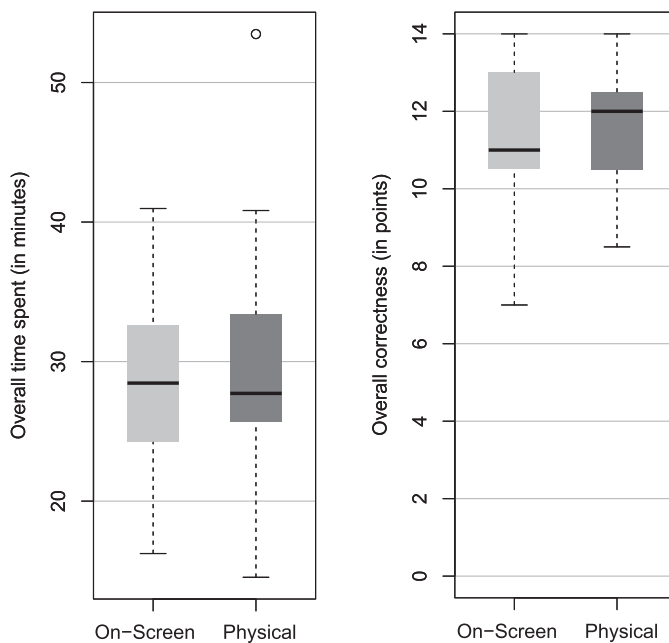 Overall time spent (in minutes)
50
40
30
20
On−Screen
Physical
Overall correctness (in points)
14
12
10
8
6
4
2
0
On−Screen
Physical